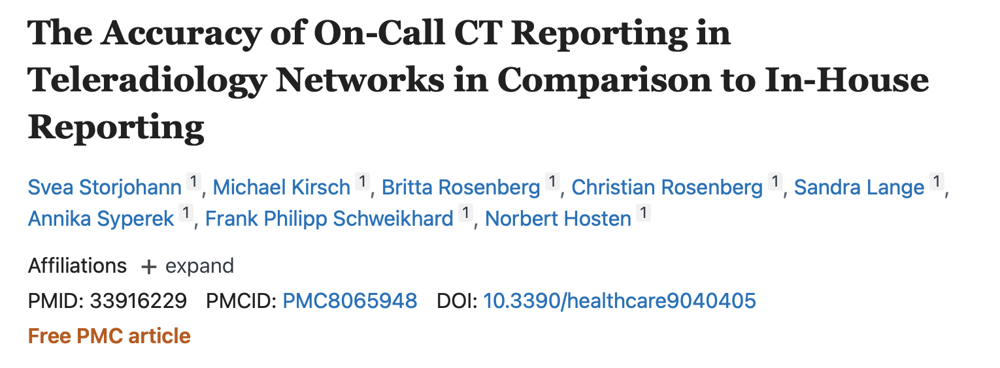 The Accuracy of On-Call CT Reporting in
Teleradiology Networks in Comparison to In-House
Reporting
Svea Storjohann 1, Michael Kirsch 1, Britta Rosenberg 1, Christian Rosenberg 1, Sandra Lange 1,
Annika Syperek 1, Frank Philipp Schweikhard 1, Norbert Hosten 1
Affiliations + expand
PMID: 33916229 PMCID: PMC8065948 DOI: 10.3390/healthcare9040405
Free PMC article